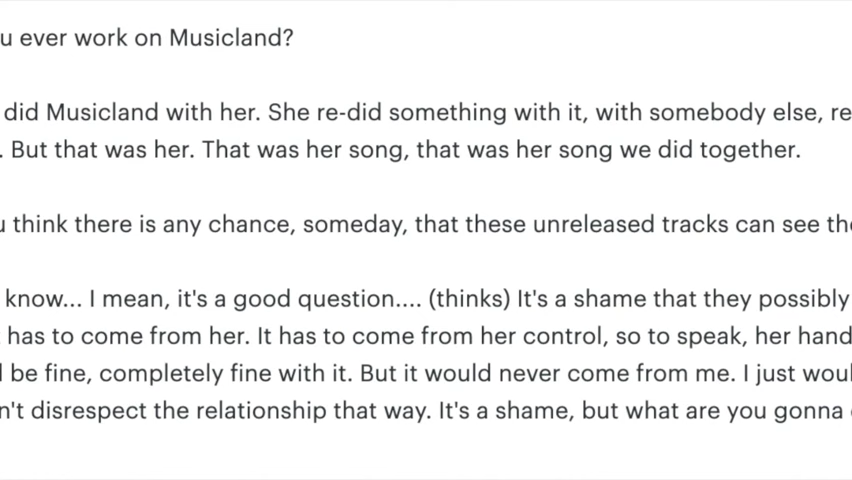 u ever work on Musicland?
did Musicland with her. She re-did something with it, with somebody else, re
. But that was her. That was her song, that was her song we did together.
u think there is any chance, someday, that these unreleased tracks can see the
know... I mean, it's a good question.... (thinks) It's a shame that they possibly
has to come from her. It has to come from her control, so to speak, her hand
be fine, completely fine with it. But it would never come from me. I just woul
n't disrespect the relationship that way. It's a shame, but what are you gonna